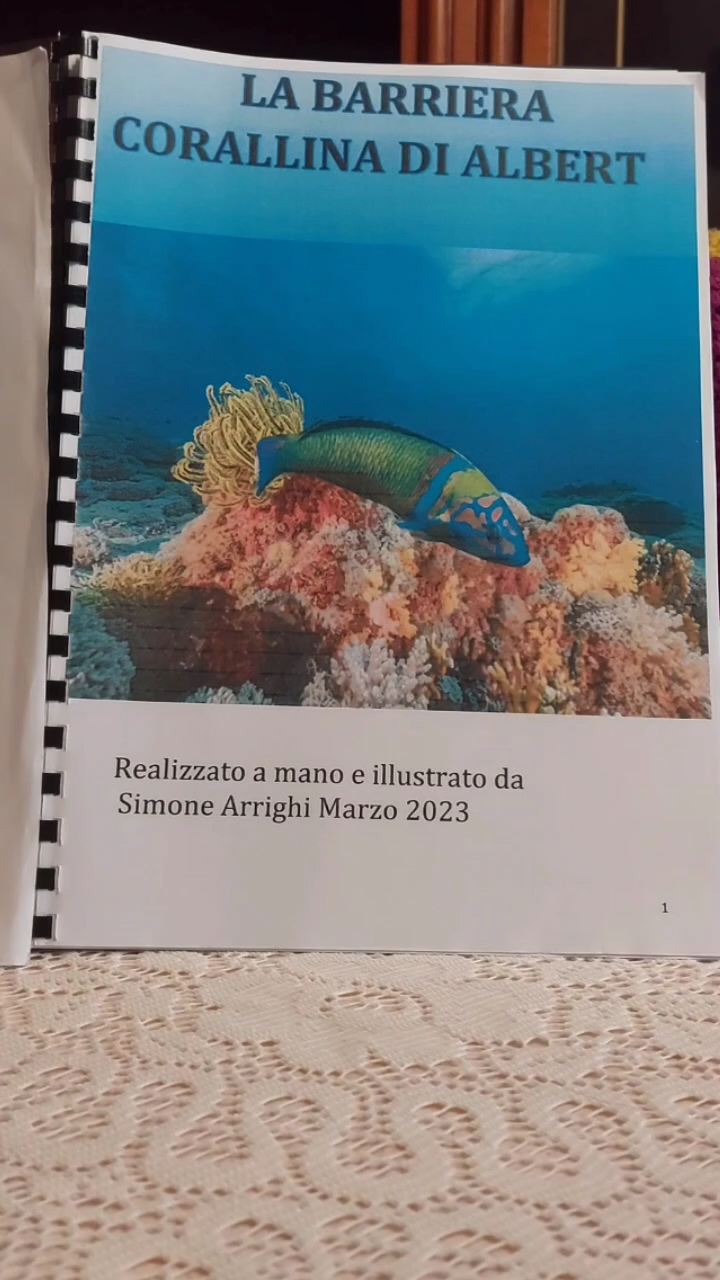 LA BARRIERA
CORALLINA DI ALBERT
Realizzato a mano e illustrato da
Simone Arrighi Marzo 2023
1